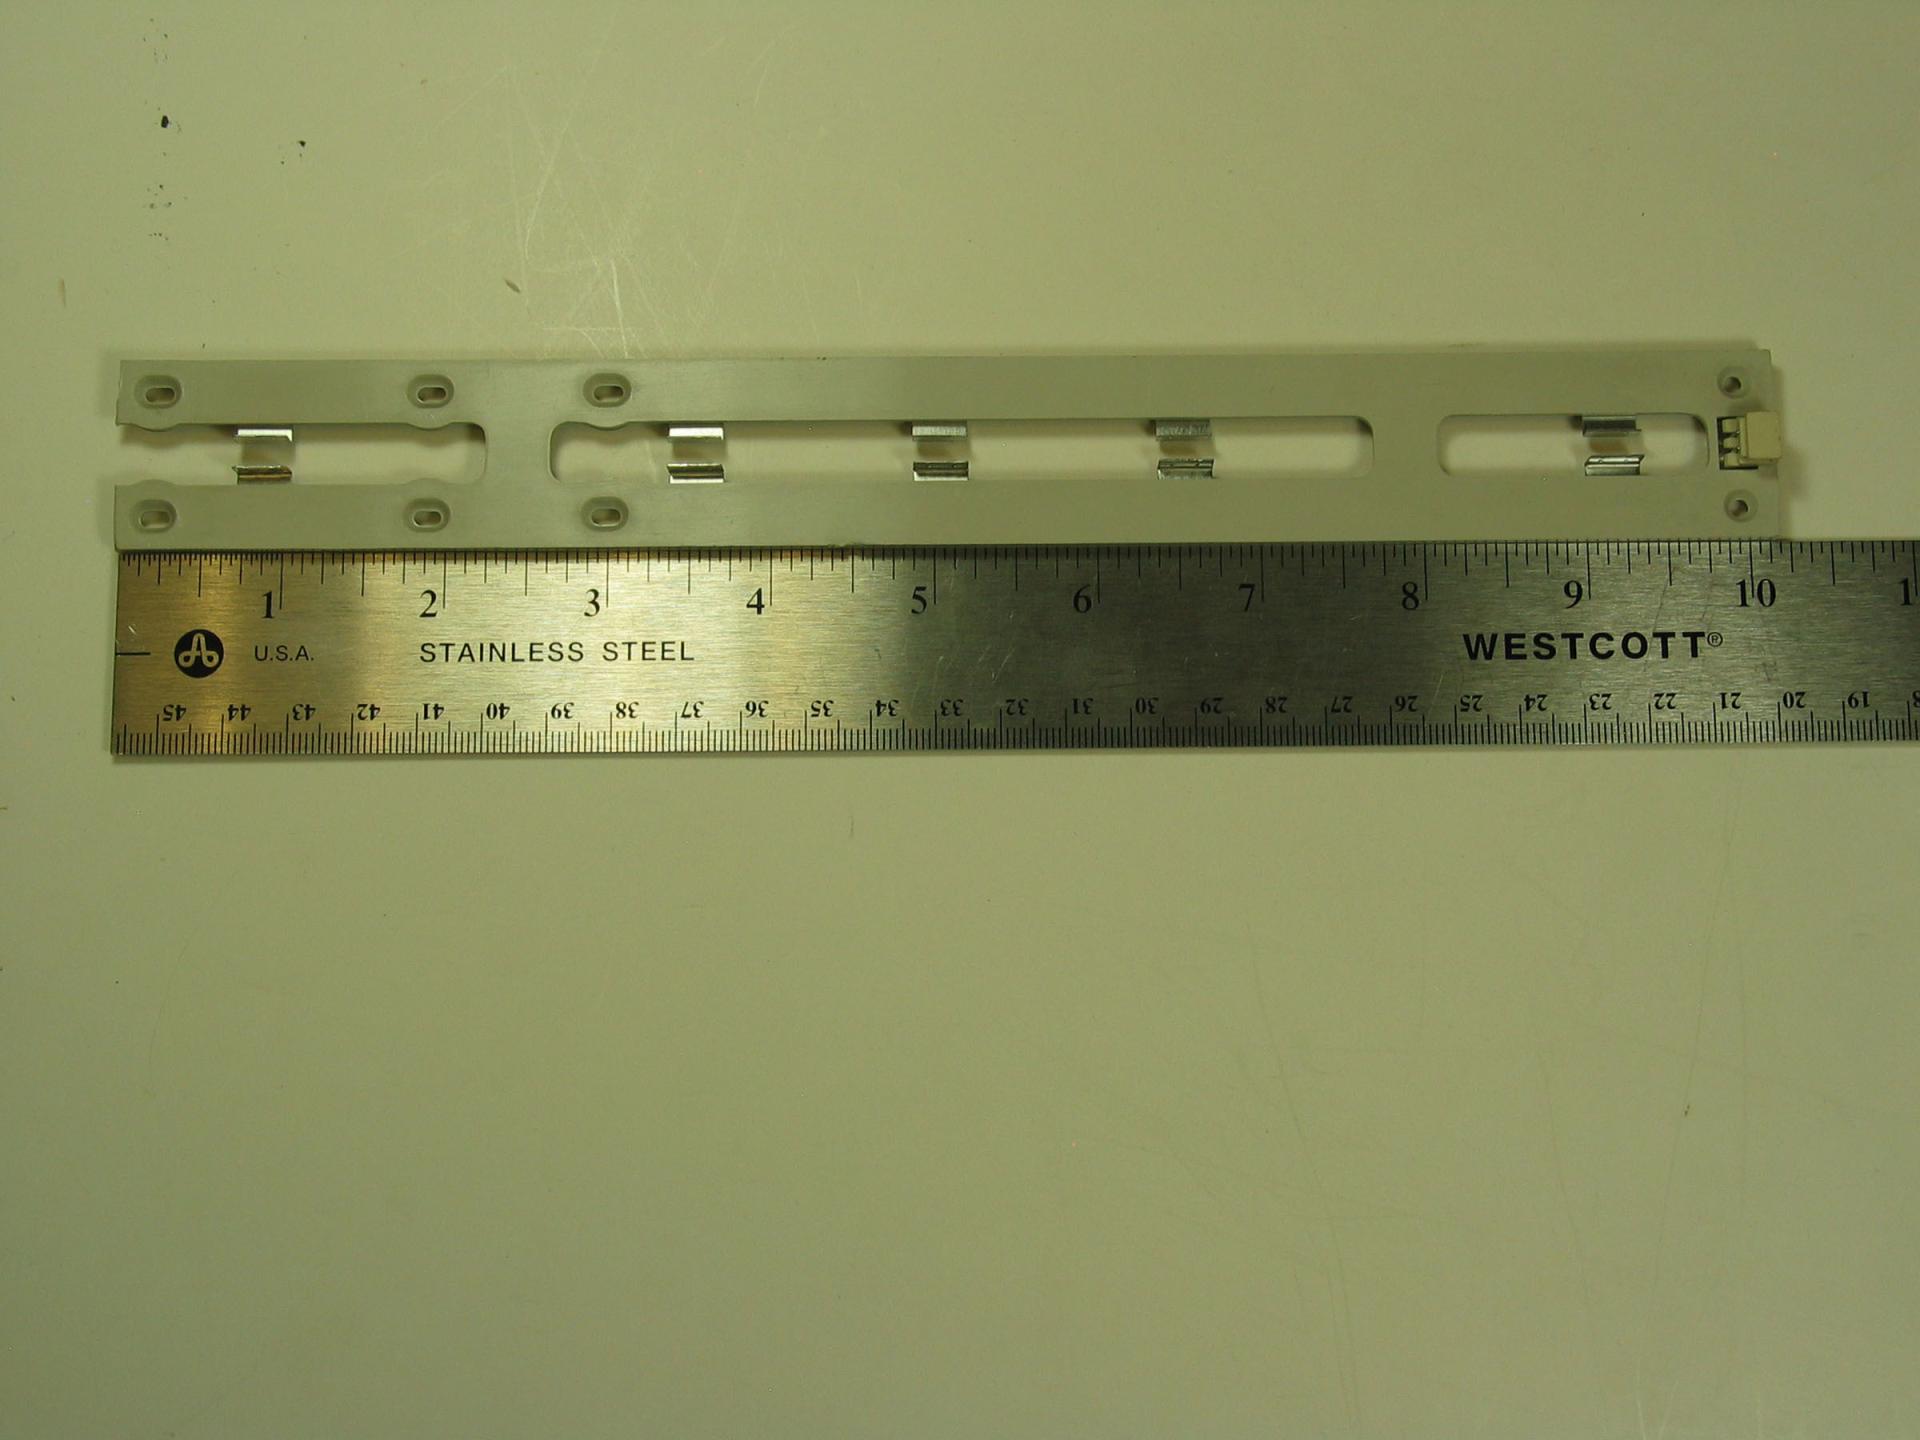 1 2 3 4 5 6 7 8 9 10 1
U.S.A. STAINLESS STEEL WESTCOTT®
45 44 43 42 41 40 39 38 37 36 35 34 33 32 31 30 29 28 27 26 25 24 23 22 21 20 19